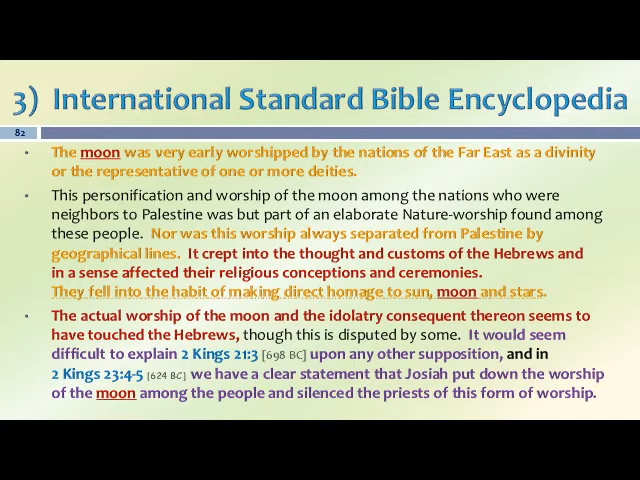 3) International Standard Bible Encyclopedia
82
• The moon was very early worshipped by the nations of the Far East as a divinity
or the representative of one or more deities.
• This personification and worship of the moon among the nations who were
neighbors to Palestine was but part of an elaborate Nature-worship found among
these people. Nor was this worship always separated from Palestine by
geographical lines. It crept into the thought and customs of the Hebrews and
in a sense affected their religious conceptions and ceremonies.
They fell into the habit of making direct homage to sun, moon and stars.
• The actual worship of the moon and the idolatry consequent thereon seems to
have touched the Hebrews, though this is disputed by some. It would seem
difficult to explain 2 Kings 21:3 [698 BC] upon any other supposition, and in
2 Kings 23:4-5 [624 BC] we have a clear statement that Josiah put down the worship
of the moon among the people and silenced the priests of this form of worship.